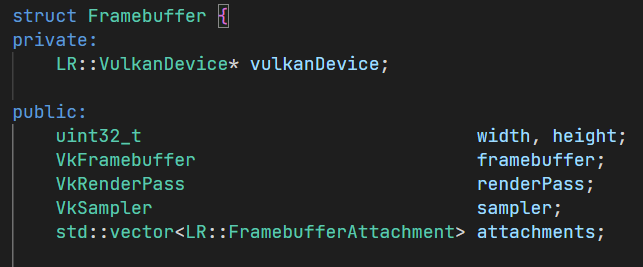 struct Framebuffer {
private:
    LR::VulkanDevice* vulkanDevice;
public:
    uint32_t                           width, height;
    VkFramebuffer                      framebuffer;
    VkRenderPass                       renderPass;
    VkSampler                          sampler;
    std::vector<LR::FramebufferAttachment> attachments;